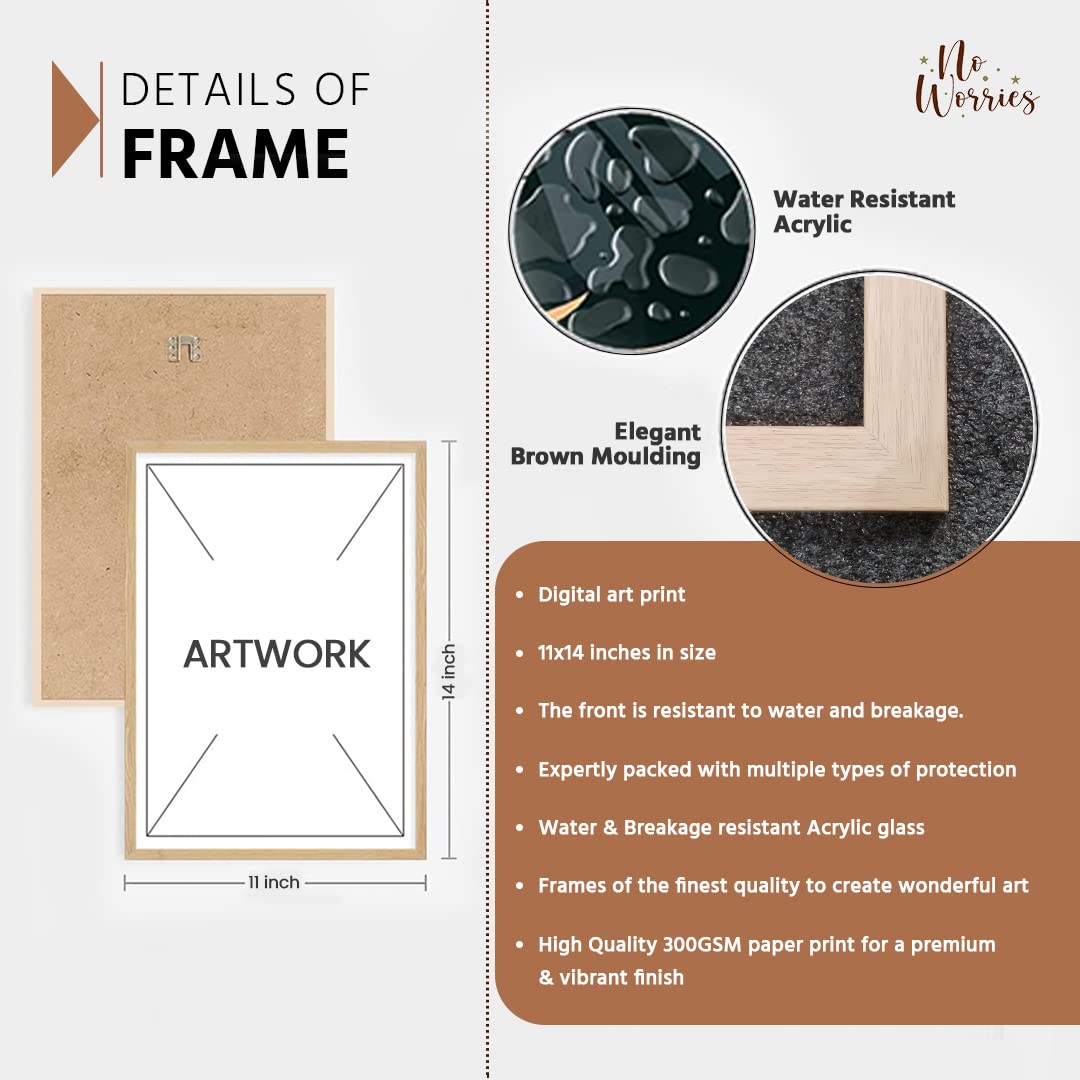 DETAILS OF
FRAME
No
Worries
Water Resistant
Acrylic
Elegant
Brown Moulding
ARTWORK
14 inch
11 inch
• Digital art print
• 11x14 inches in size
• The front is resistant to water and breakage.
• Expertly packed with multiple types of protection
• Water & Breakage resistant Acrylic glass
• Frames of the finest quality to create wonderful art
• High Quality 300GSM paper print for a premium
& vibrant finish